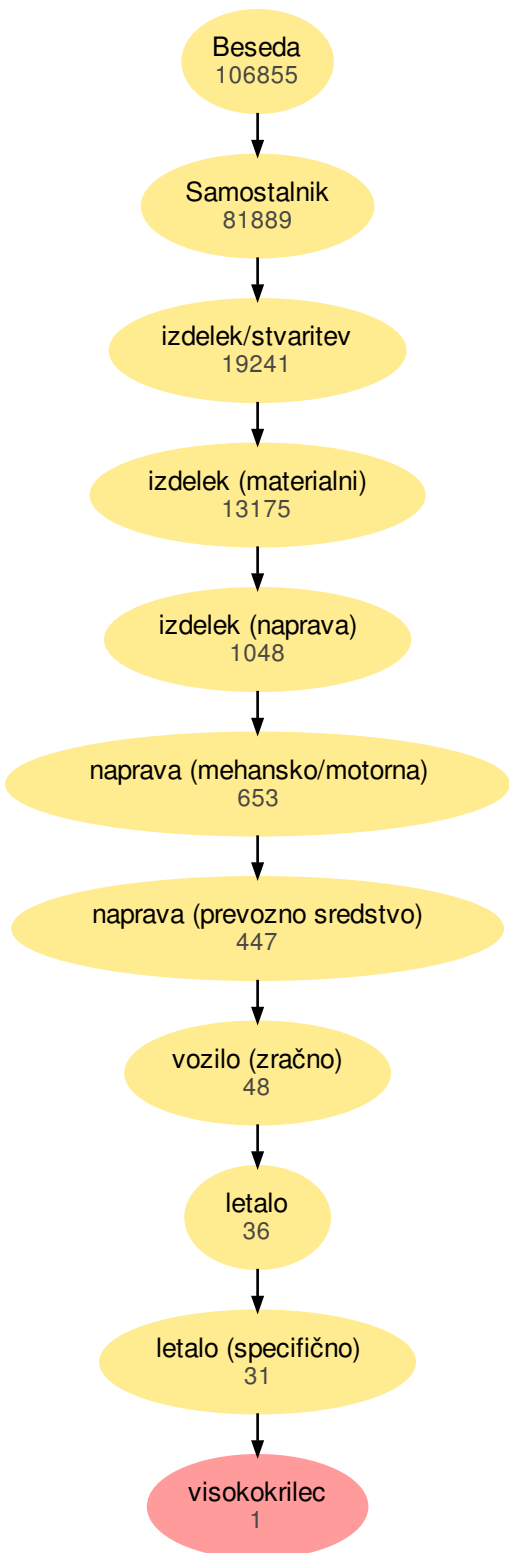 Beseda
106855
Samostalnik
81889
izdelek/stvaritev
19241
izdelek (materialni)
13175
izdelek (naprava)
1048
naprava (mehansko/motorna)
653
naprava (prevozno sredstvo)
447
vozilo (zračno)
48
letalo
36
letalo (specifično)
31
visokokrilec
1